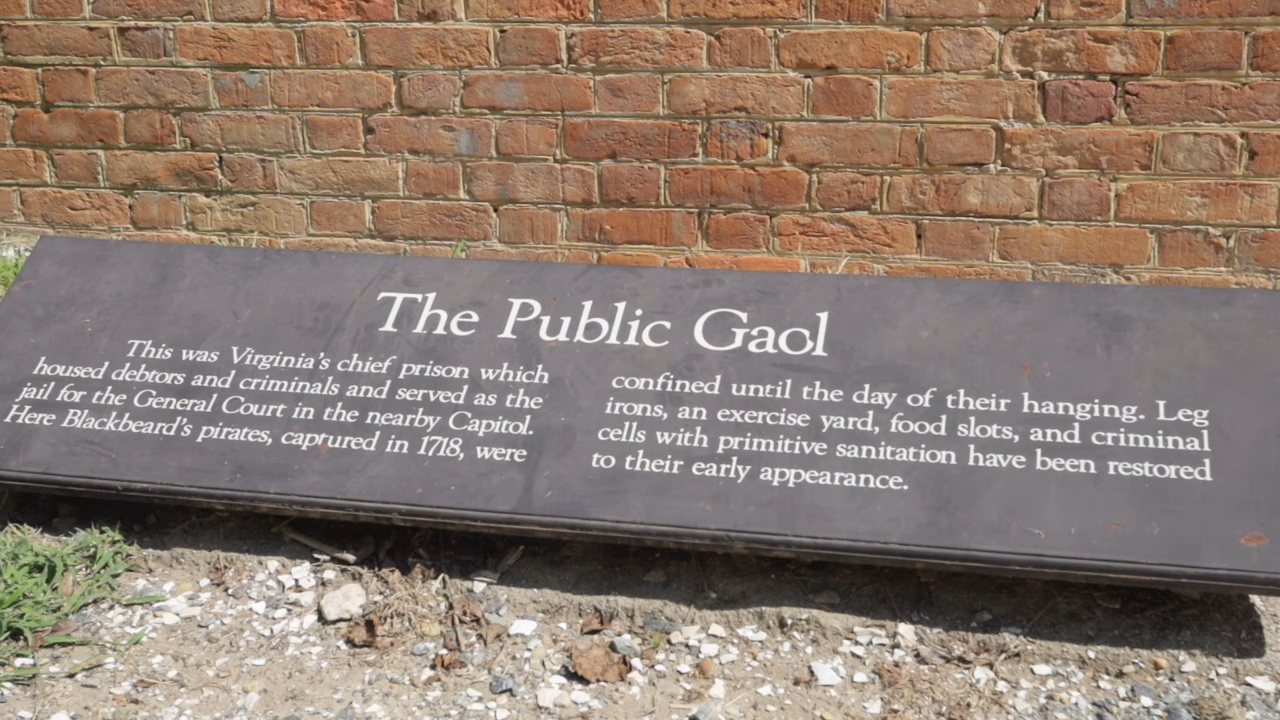 The Public Gaol
This was Virginia's chief prison which
housed debtors and criminals and served as the
jail for the General Court in the nearby Capitol.
Here Blackbeard's pirates, captured in 1718, were
confined until the day of their hanging. Leg
irons, an exercise yard, food slots, and criminal
cells with primitive sanitation have been restored
to their early appearance.